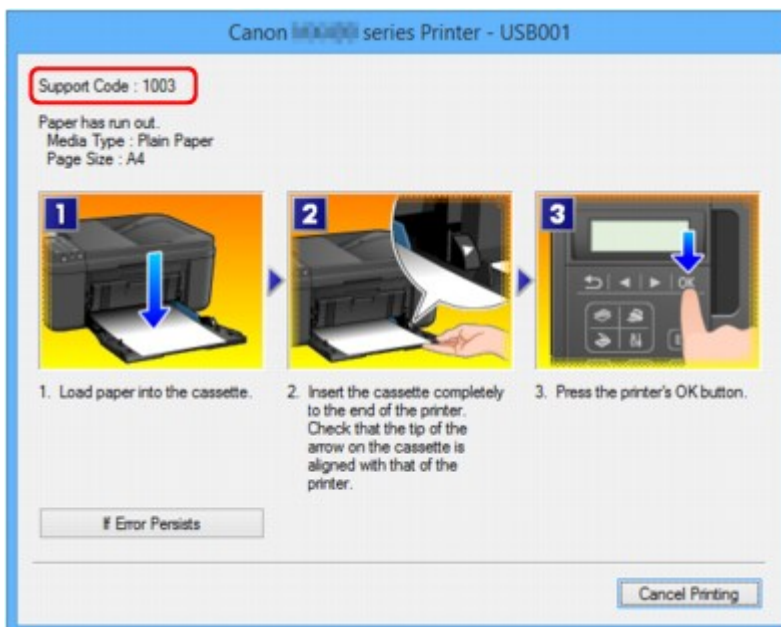 Canon series Printer - USB001
Support Code : 1003
Paper has run out.
Media Type : Plain Paper
Page Size : A4
1
2
3
OK
1. Load paper into the cassette.
2. Insert the cassette completely
to the end of the printer.
Check that the tip of the
arrow on the cassette is
aligned with that of the
printer.
3. Press the printer's OK button.
If Error Persists
Cancel Printing